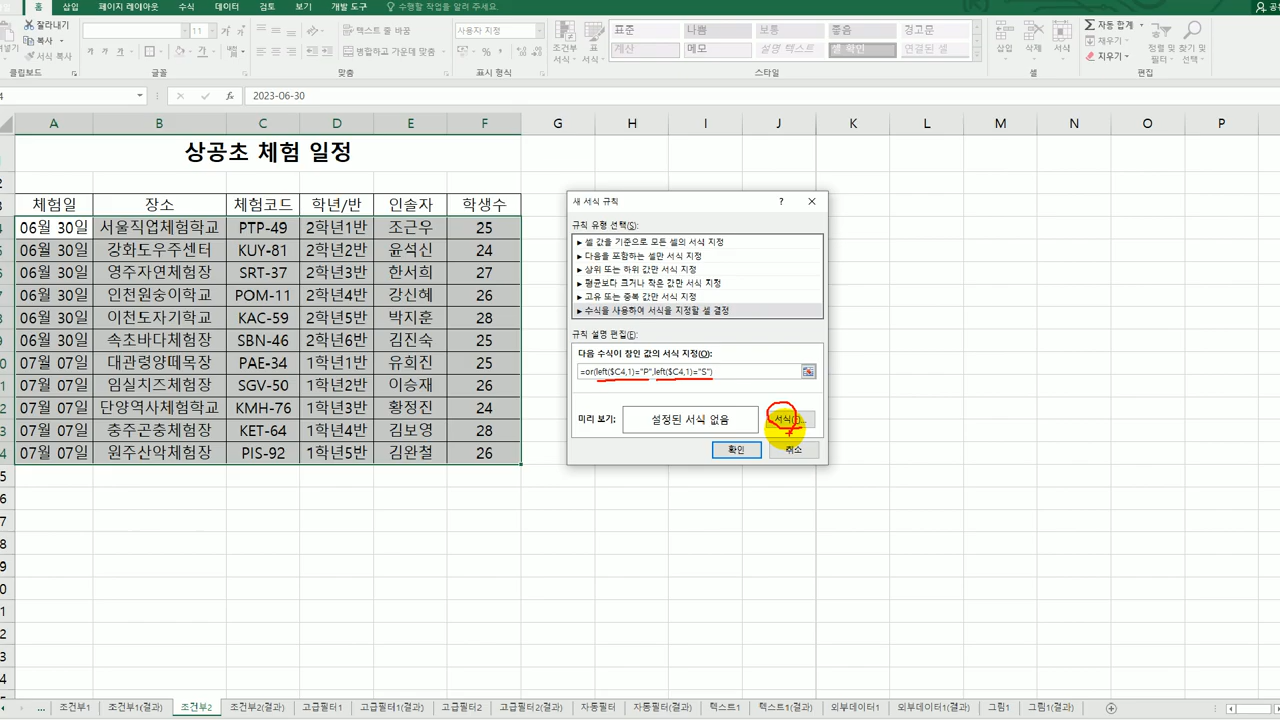 홈 삽입 페이지 레이아웃 수식 데이터 검토 보기 개발 도구 수행할 작업을 알려 주세요.
잘라내기
복사
서식 복사
클립보드
11
가 가 가
글꼴
텍스트 줄 바꿈
병합하고 가운데 맞춤
맞춤
사용자 지정
표시 형식
조건부 서식
표 서식
표준 나쁨 보통 좋음 경고문
계산 메모 설명 텍스트 셀 확인 연결된 셀
스타일
삽입 삭제 서식
셀
자동 합계
채우기
지우기
정렬 및 필터
찾기 및 선택
편집
fx 2023-06-30
A B C D E F G H I J K L M N O P
상공초 체험 일정
체험일 장소 체험코드 학년/반 인솔자 학생수
06월 30일 서울직업체험학교 PTP-49 2학년1반 조근우 25
06월 30일 강화도우주센터 KUY-81 2학년2반 윤석신 24
06월 30일 영주자연체험장 SRT-37 2학년3반 한서희 27
06월 30일 인천원숭이학교 POM-11 2학년4반 강신혜 26
06월 30일 이천도자기학교 KAC-59 2학년5반 박지훈 28
06월 30일 속초바다체험장 SBN-46 2학년6반 김진숙 25
07월 07일 대관령양떼목장 PAE-34 1학년1반 유희진 25
07월 07일 임실치즈체험장 SGV-50 1학년2반 이승재 26
07월 07일 단양역사체험학교 KMH-76 1학년3반 황정진 24
07월 07일 충주곤충체험장 KET-64 1학년4반 김보영 28
07월 07일 원주산악체험장 PIS-92 1학년5반 김완철 26
새 서식 규칙 ? ×
규칙 유형 선택(S):
► 셀 값을 기준으로 모든 셀의 서식 지정
► 다음을 포함하는 셀만 서식 지정
► 상위 또는 하위 값만 서식 지정
► 평균보다 크거나 작은 값만 서식 지정
► 고유 또는 중복 값만 서식 지정
► 수식을 사용하여 서식을 지정할 셀 결정
규칙 설명 편집(E):
다음 수식이 참인 값의 서식 지정(O):
=or(left($C4,1)="P",left($C4,1)="S")
미리 보기: 설정된 서식 없음 서식(F)...
확인 취소
... 조건부1 조건부1(결과) 조건부2 조건부2(결과) 고급필터1 고급필터1(결과) 고급필터2 고급필터2(결과) 자동필터 자동필터(결과) 텍스트1 텍스트1(결과) 외부데이터1 외부데이터1(결과) 그림1 그림1(결과)